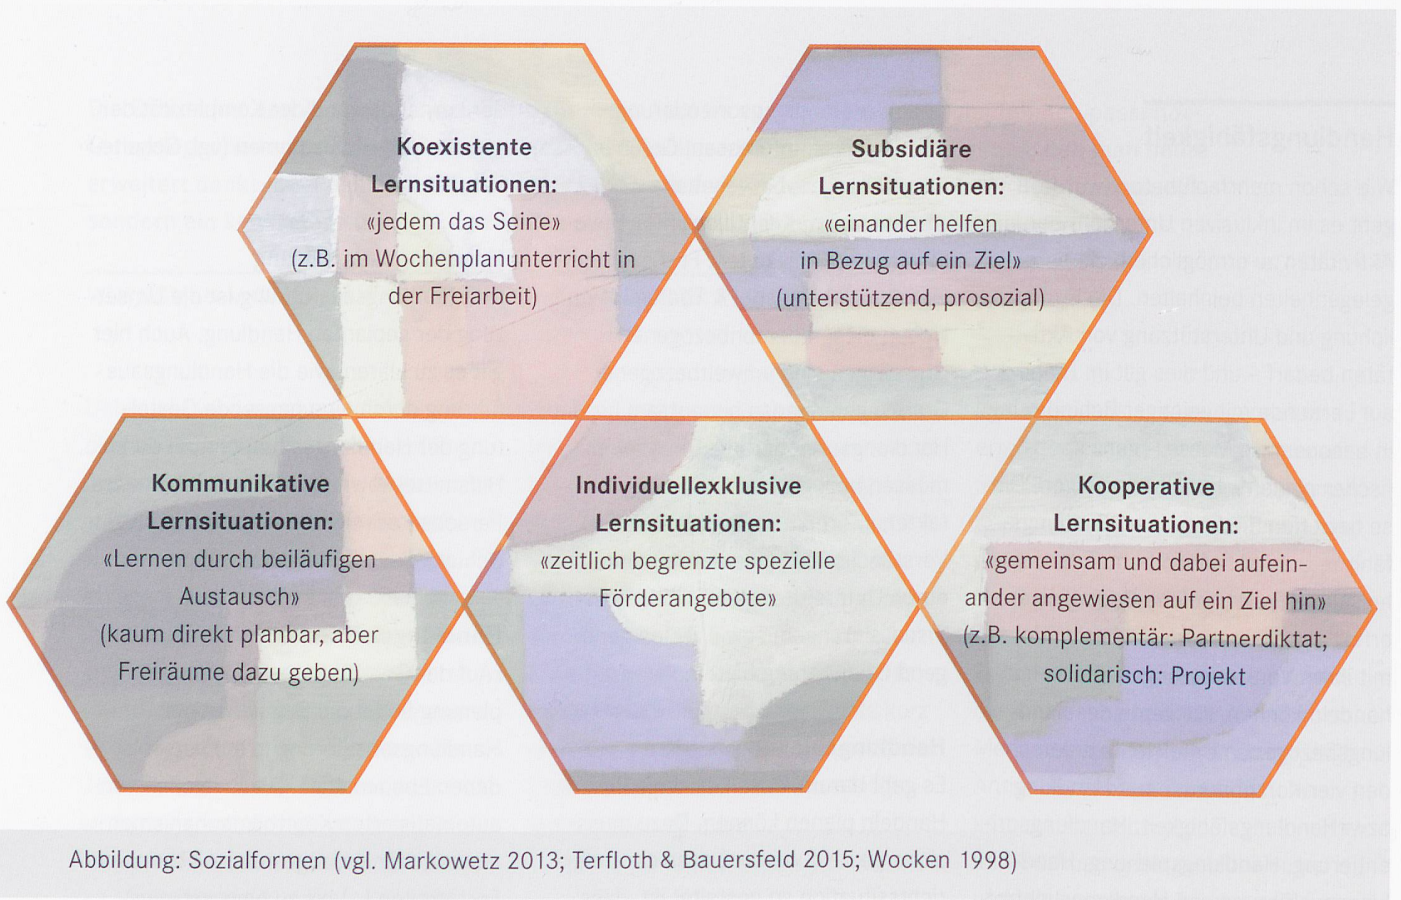 Koexistente
Lernsituationen:
«jedem das Seine»
(z.B. im Wochenplanunterricht in
der Freiarbeit)
Subsidiäre
Lernsituationen:
«einander helfen
in Bezug auf ein Ziel»
(unterstützend, prosozial)
Kommunikative
Lernsituationen:
«Lernen durch beiläufigen
Austausch»
(kaum direkt planbar, aber
Freiräume dazu geben)
Individuellexklusive
Lernsituationen:
«zeitlich begrenzte spezielle
Förderangebote»
Kooperative
Lernsituationen:
«gemeinsam und dabei aufein-
ander angewiesen auf ein Ziel hin»
(z.B. komplementär: Partnerdiktat;
solidarisch: Projekt
Abbildung: Sozialformen (vgl. Markowetz 2013; Terfloth & Bauersfeld 2015; Wocken 1998)